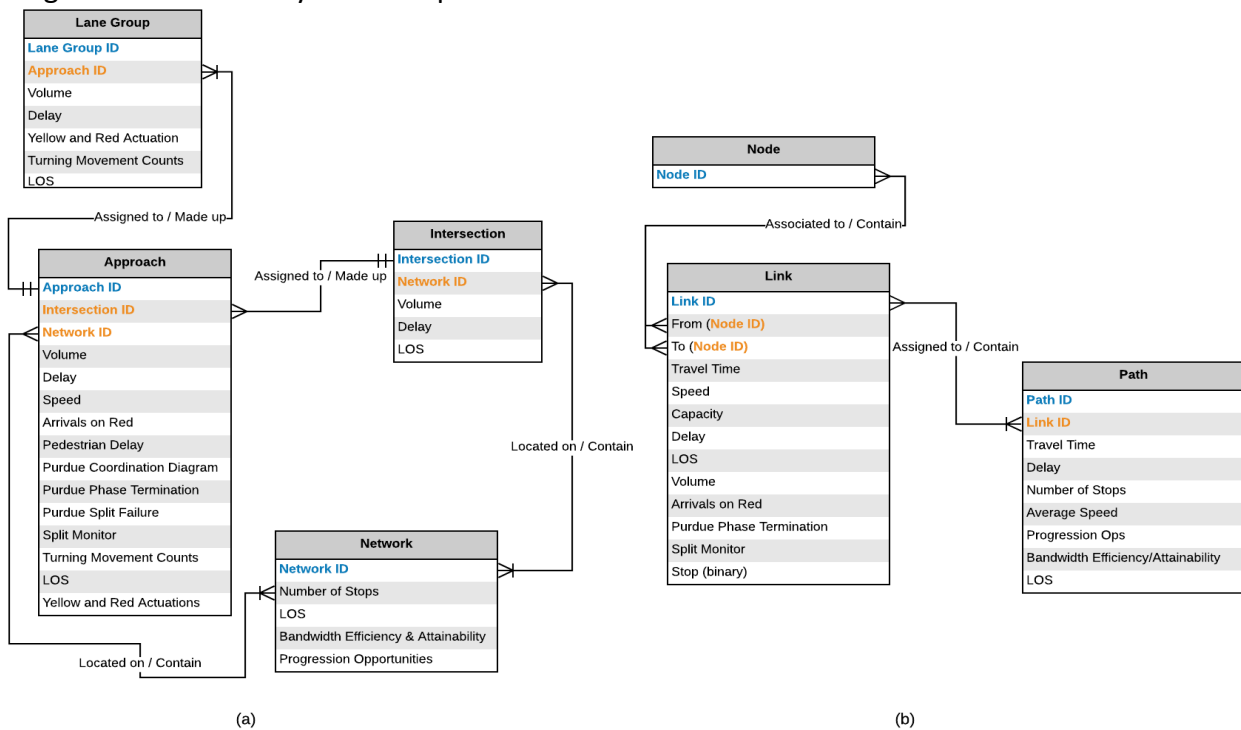 Lane Group
Lane Group ID
Approach ID
Volume
Delay
Yellow and Red Actuation
Turning Movement Counts
LOS
Assigned to / Made up
Approach
Approach ID
Intersection ID
Network ID
Volume
Delay
Speed
Arrivals on Red
Pedestrian Delay
Purdue Coordination Diagram
Purdue Phase Termination
Purdue Split Failure
Split Monitor
Turning Movement Counts
LOS
Yellow and Red Actuations
Assigned to / Made up
Intersection
Intersection ID
Network ID
Volume
Delay
LOS
Located on / Contain
Network
Network ID
Number of Stops
LOS
Bandwidth Efficiency & Attainability
Progression Opportunities
Located on / Contain
(a)
Node
Node ID
Associated to / Contain
Link
Link ID
From (Node ID)
To (Node ID)
Travel Time
Speed
Capacity
Delay
LOS
Volume
Arrivals on Red
Purdue Phase Termination
Split Monitor
Stop (binary)
Assigned to / Contain
Path
Path ID
Link ID
Travel Time
Delay
Number of Stops
Average Speed
Progression Ops
Bandwidth Efficiency/Attainability
LOS
(b)